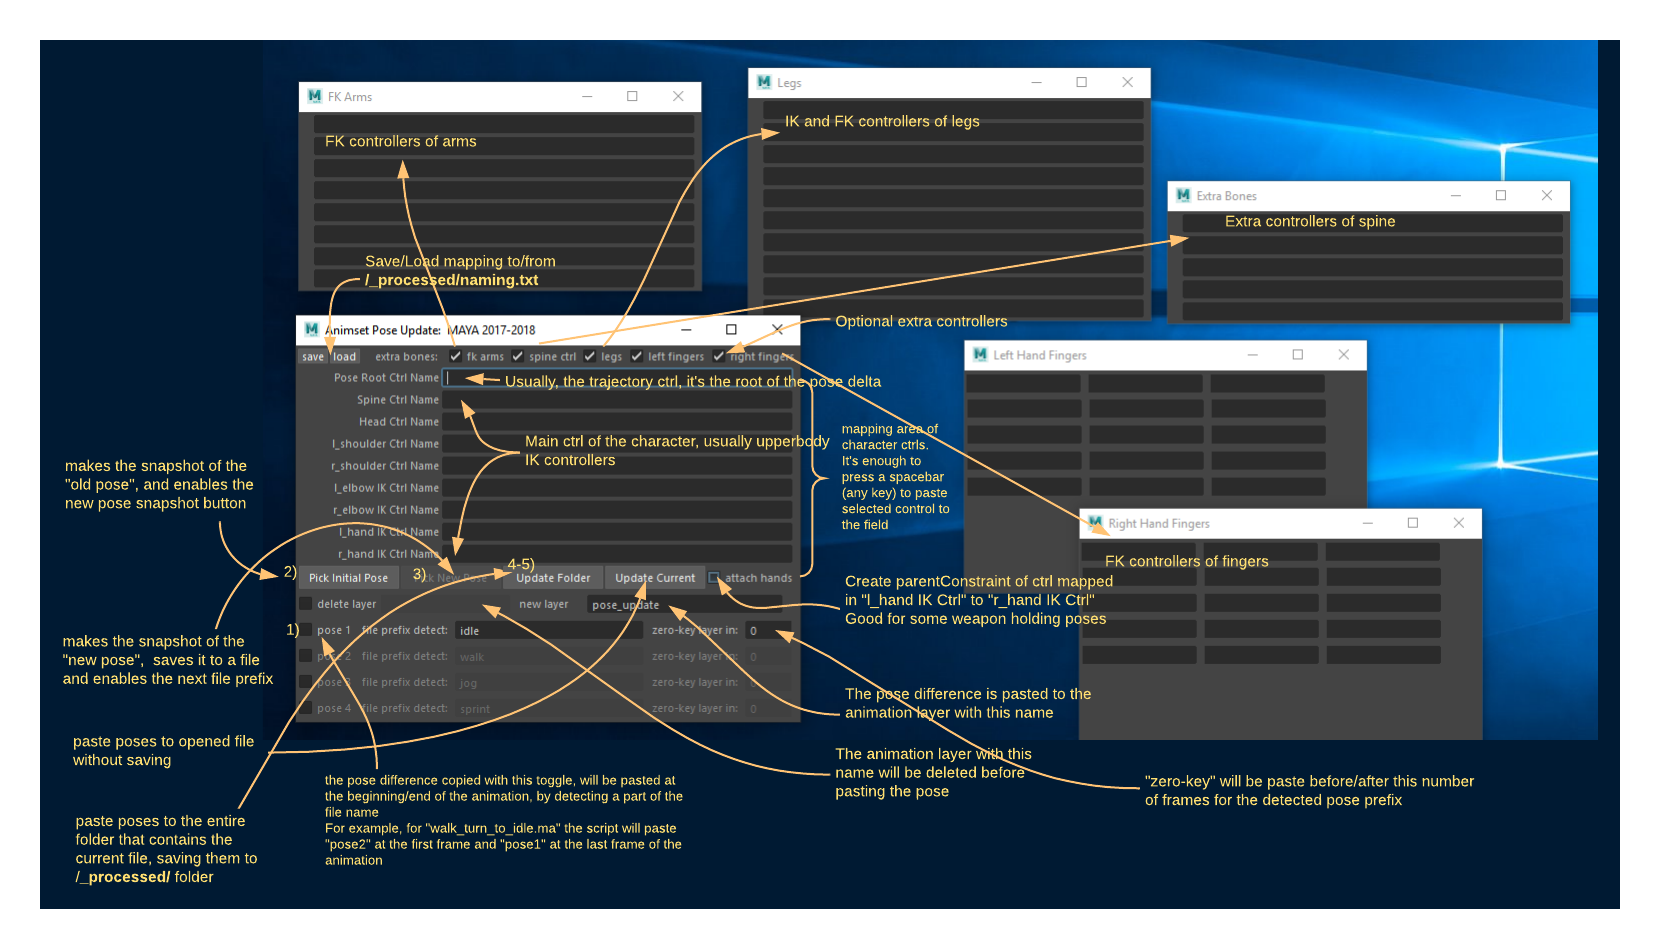 FK Arms
FK controllers of arms
Save/Load mapping to/from
/_processed/naming.txt
Legs
IK and FK controllers of legs
Extra Bones
Extra controllers of spine
Animset Pose Update:  MAYA 2017-2018
Optional extra controllers
save load extra bones: fk arms spine ctrl legs left fingers right fingers
Pose Root Ctrl Name
Usually, the trajectory ctrl, it's the root of the pose delta
Spine Ctrl Name
Head Ctrl Name
l_shoulder Ctrl Name
r_shoulder Ctrl Name
l_elbow IK Ctrl Name
r_elbow IK Ctrl Name
l_hand IK Ctrl Name
r_hand IK Ctrl Name
Main ctrl of the character, usually upperbody
IK controllers
mapping area of
character ctrls.
It's enough to
press a spacebar
(any key) to paste
selected control to
the field
Left Hand Fingers
Right Hand Fingers
FK controllers of fingers
makes the snapshot of the
"old pose", and enables the
new pose snapshot button
2)
3)
4-5)
Pick Initial Pose Pick New Pose Update Folder Update Current attach hands
delete layer new layer pose_update
1)
pose 1 file prefix detect: idle zero-key layer in: 0
pose 2 file prefix detect: walk zero-key layer in: 0
pose 3 file prefix detect: jog zero-key layer in: 0
pose 4 file prefix detect: sprint zero-key layer in: 0
Create parentConstraint of ctrl mapped
in "l_hand IK Ctrl" to "r_hand IK Ctrl"
Good for some weapon holding poses
makes the snapshot of the
"new pose",  saves it to a file
and enables the next file prefix
The pose difference is pasted to the
animation layer with this name
paste poses to opened file
without saving
The animation layer with this
name will be deleted before
pasting the pose
"zero-key" will be paste before/after this number
of frames for the detected pose prefix
the pose difference copied with this toggle, will be pasted at
the beginning/end of the animation, by detecting a part of the
file name
For example, for "walk_turn_to_idle.ma" the script will paste
"pose2" at the first frame and "pose1" at the last frame of the
animation
paste poses to the entire
folder that contains the
current file, saving them to
/_processed/ folder